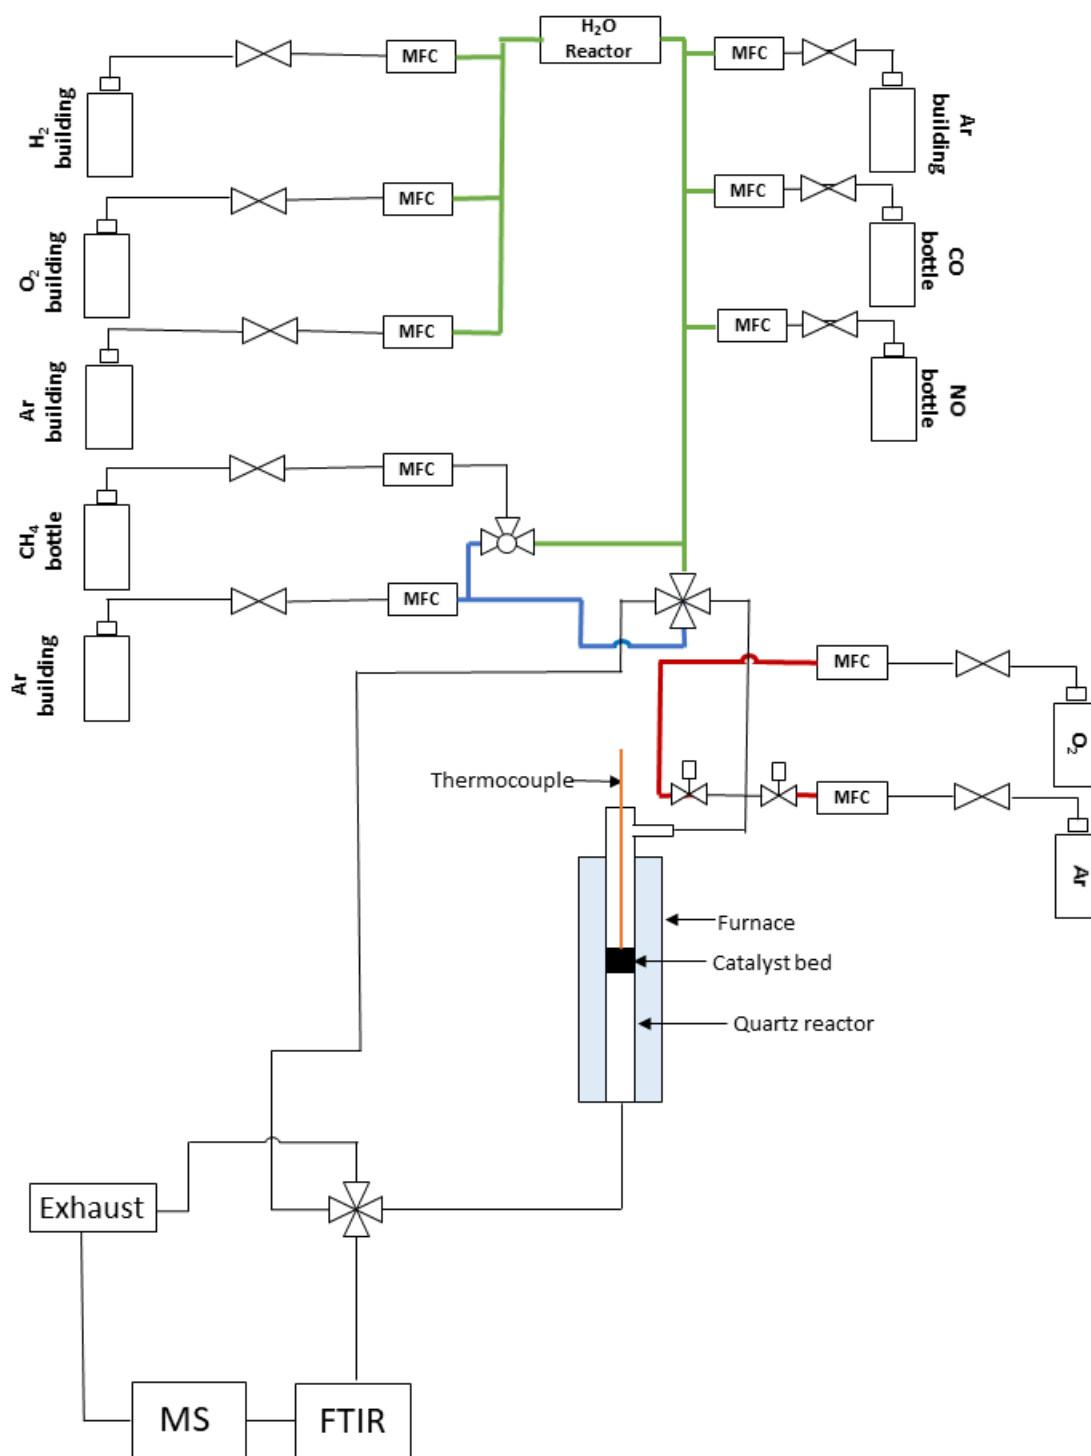 H₂O
Reactor
MFC
MFC
H₂
building
Ar
building
MFC
MFC
O₂
building
CO
bottle
MFC
MFC
Ar
building
NO
bottle
MFC
CH₄
bottle
MFC
Ar
building
MFC
O₂
Thermocouple
MFC
Ar
Furnace
Catalyst bed
Quartz reactor
Exhaust
MS
FTIR